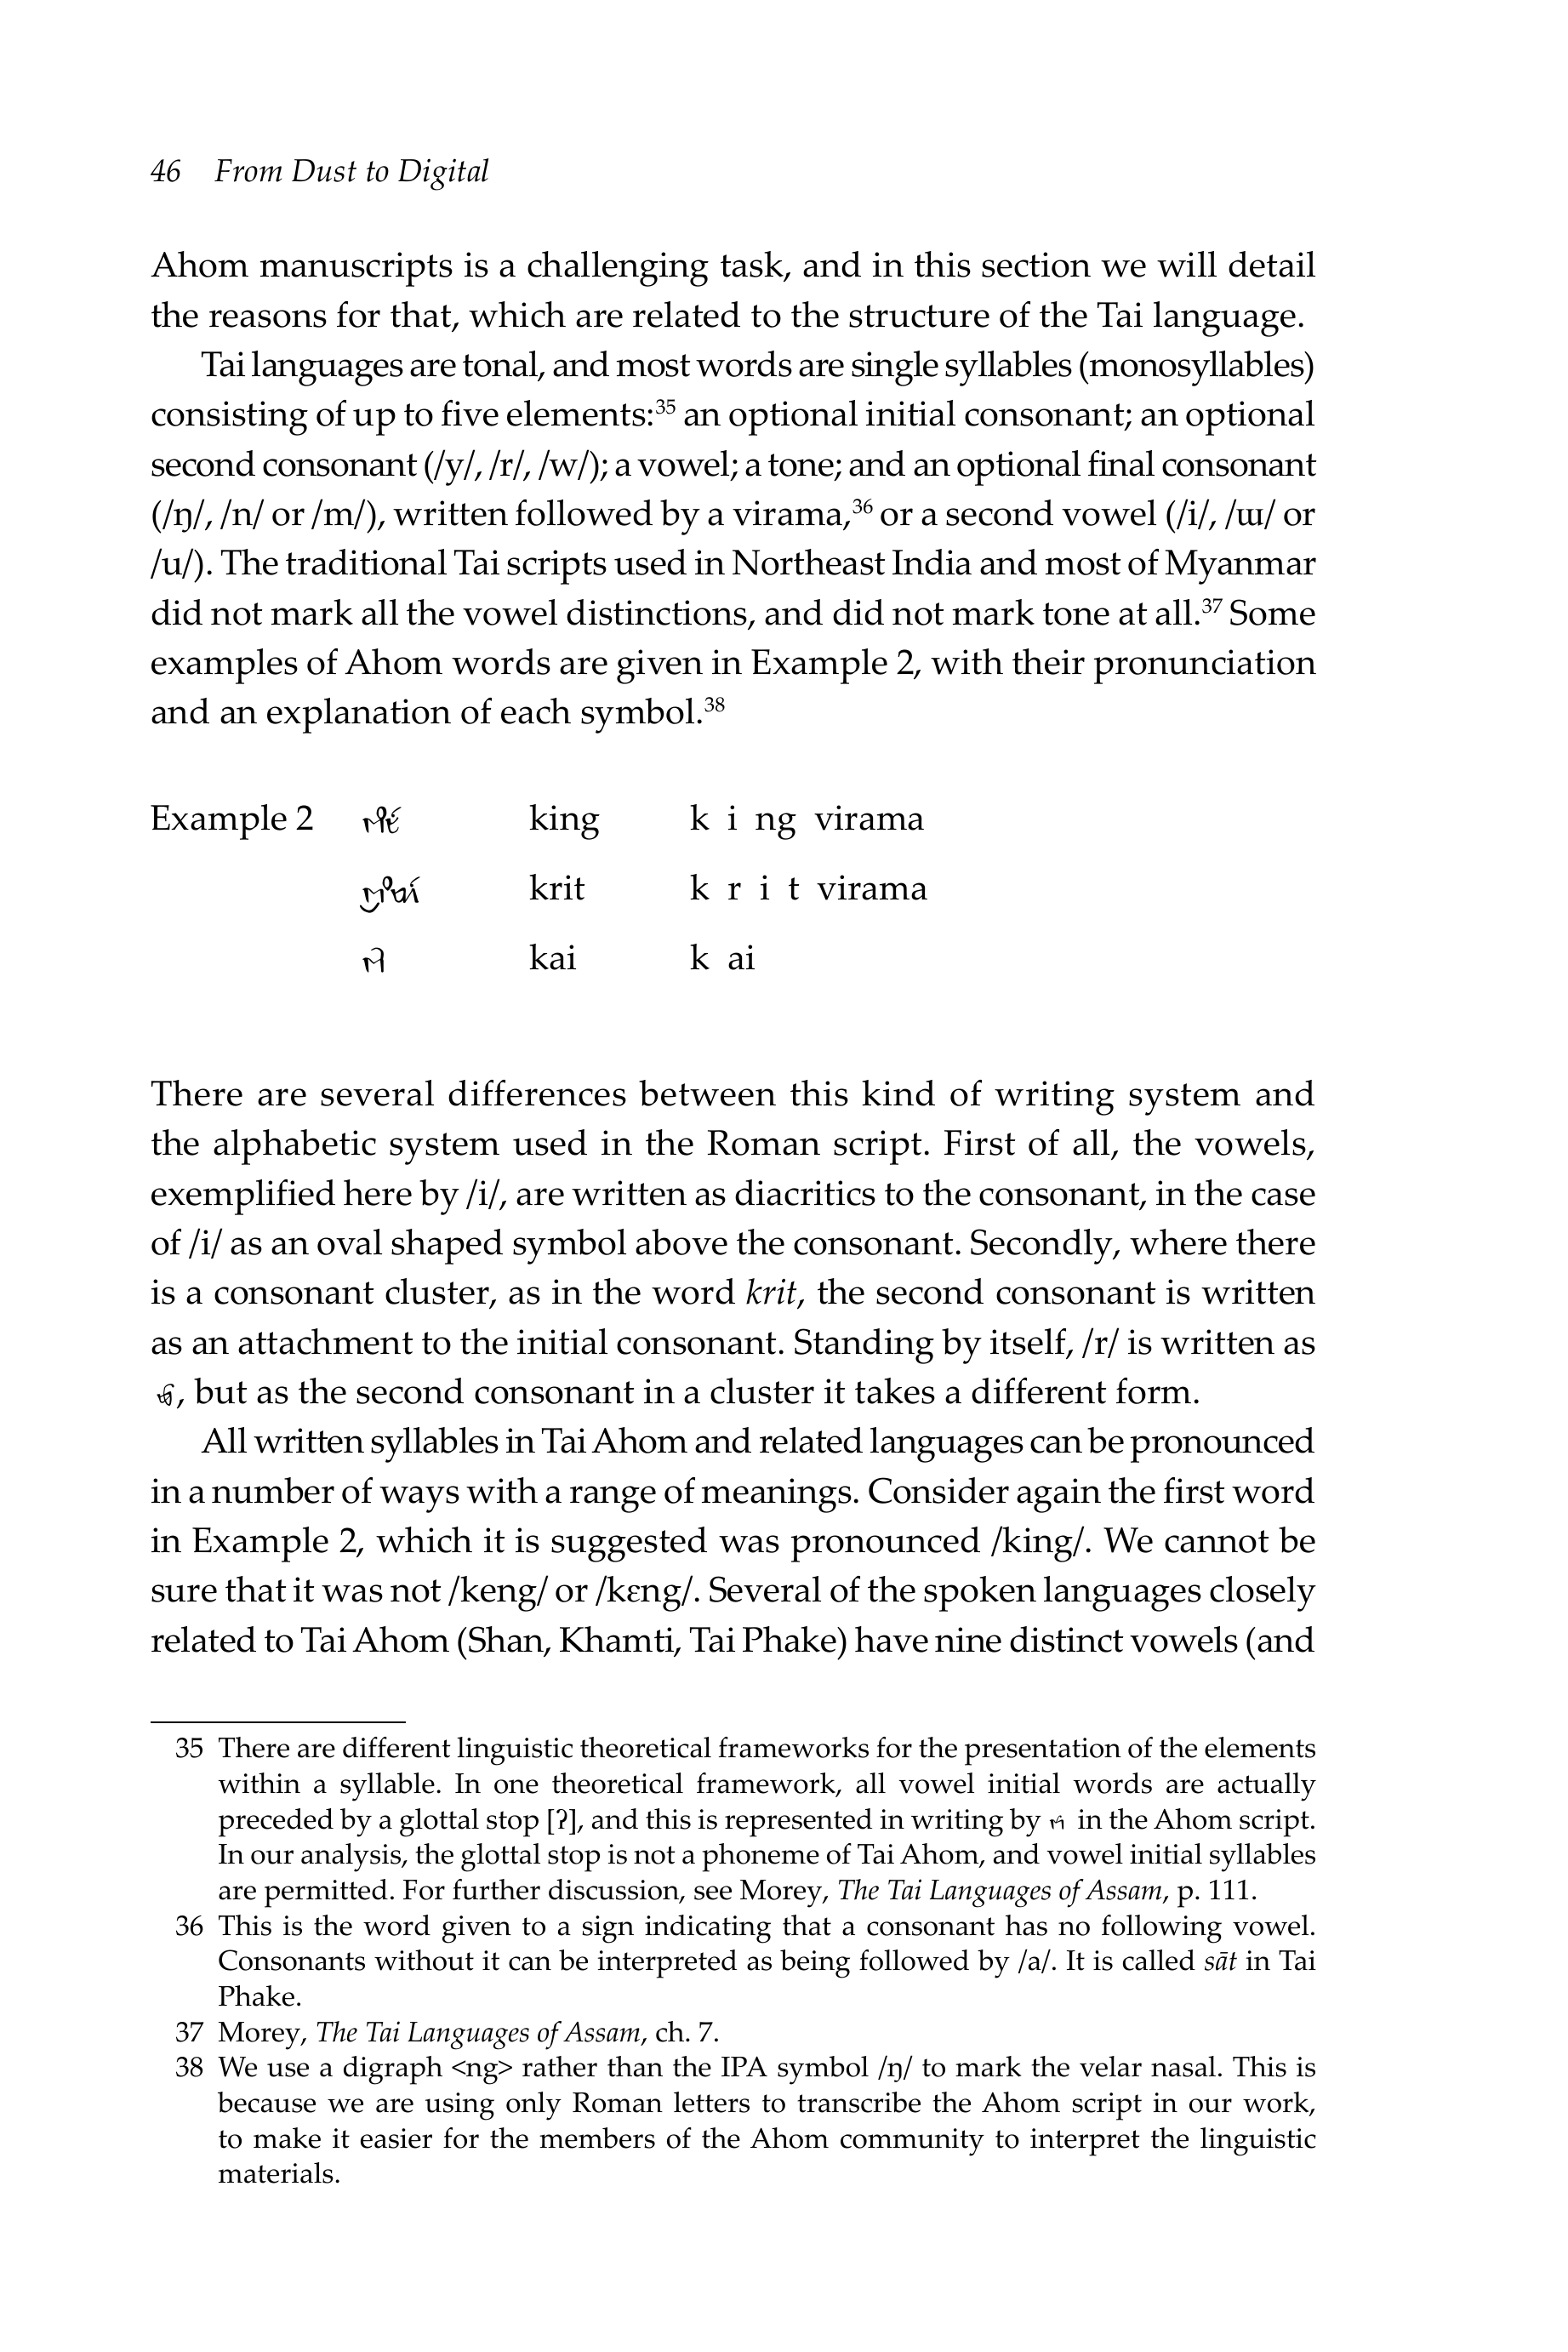 46 From Dust to Digital
Ahom manuscripts is a challenging task, and in this section we will detail
the reasons for that, which are related to the structure of the Tai language.
Tai languages are tonal, and most words are single syllables (monosyllables)
consisting of up to five elements:35 an optional initial consonant; an optional
second consonant (/y/, /r/, /w/); a vowel; a tone; and an optional final consonant
(/ŋ/, /n/ or /m/), written followed by a virama,36 or a second vowel (/i/, /ɯ/ or
/u/). The traditional Tai scripts used in Northeast India and most of Myanmar
did not mark all the vowel distinctions, and did not mark tone at all.37 Some
examples of Ahom words are given in Example 2, with their pronunciation
and an explanation of each symbol.38
Example 2 𑜀𑜢𑜂𑜫 king k i ng virama
𑜀𑜞𑜢𑜄𑜫 krit k r i t virama
𑜀𑜩 kai k ai
There are several differences between this kind of writing system and
the alphabetic system used in the Roman script. First of all, the vowels,
exemplified here by /i/, are written as diacritics to the consonant, in the case
of /i/ as an oval shaped symbol above the consonant. Secondly, where there
is a consonant cluster, as in the word krit, the second consonant is written
as an attachment to the initial consonant. Standing by itself, /r/ is written as
𑜍, but as the second consonant in a cluster it takes a different form.
All written syllables in Tai Ahom and related languages can be pronounced
in a number of ways with a range of meanings. Consider again the first word
in Example 2, which it is suggested was pronounced /king/. We cannot be
sure that it was not /keng/ or /kɛng/. Several of the spoken languages closely
related to Tai Ahom (Shan, Khamti, Tai Phake) have nine distinct vowels (and
35 There are different linguistic theoretical frameworks for the presentation of the elements
within a syllable. In one theoretical framework, all vowel initial words are actually
preceded by a glottal stop [ʔ], and this is represented in writing by 𑜒 in the Ahom script.
In our analysis, the glottal stop is not a phoneme of Tai Ahom, and vowel initial syllables
are permitted. For further discussion, see Morey, The Tai Languages of Assam, p. 111.
36 This is the word given to a sign indicating that a consonant has no following vowel.
Consonants without it can be interpreted as being followed by /a/. It is called sāt in Tai
Phake.
37 Morey, The Tai Languages of Assam, ch. 7.
38 We use a digraph <ng> rather than the IPA symbol /ŋ/ to mark the velar nasal. This is
because we are using only Roman letters to transcribe the Ahom script in our work,
to make it easier for the members of the Ahom community to interpret the linguistic
materials.